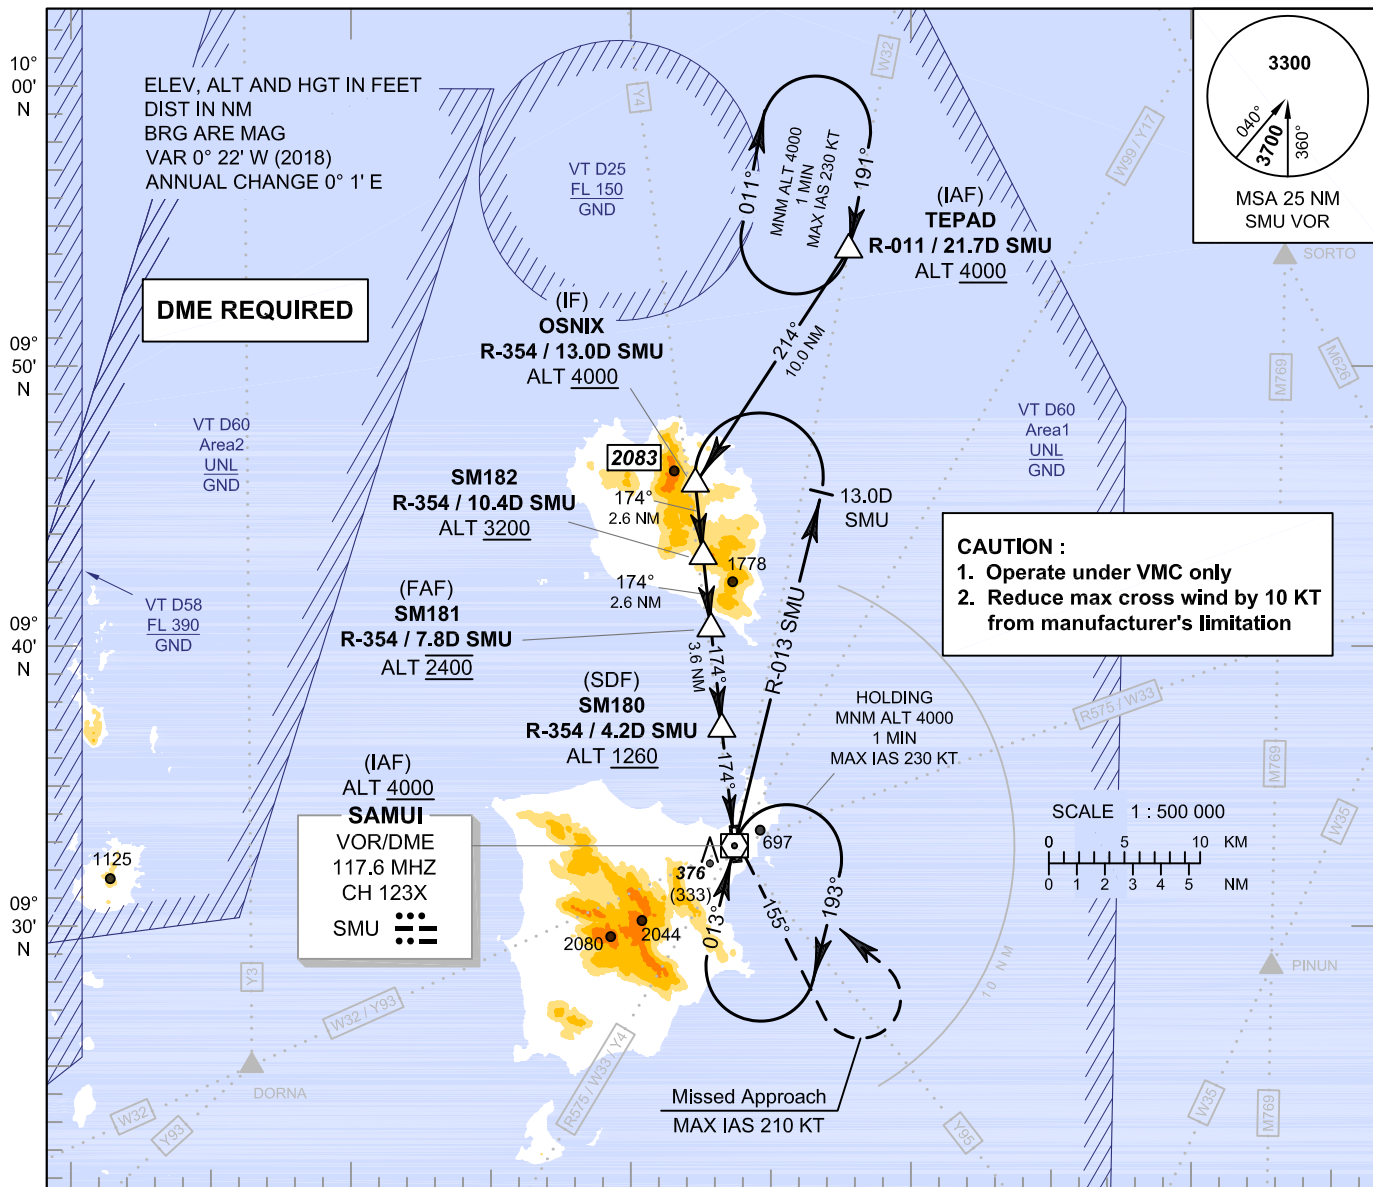 10°
00'
N
ELEV, ALT AND HGT IN FEET
DIST IN NM
BRG ARE MAG
VAR 0° 22' W (2018)
ANNUAL CHANGE 0° 1' E
DME REQUIRED
VT D25
FL 150
GND
Y4
W32
W99 / Y17
011°
MNM ALT 4000
1 MIN
MAX IAS 230 KT
191°
(IAF)
TEPAD
R-011 / 21.7D SMU
ALT 4000
3300
040°
3700
360°
MSA 25 NM
SMU VOR
SORTO
M769
M626
09°
50'
N
(IF)
OSNIX
R-354 / 13.0D SMU
ALT 4000
214°
10.0 NM
VT D60
Area2
UNL
GND
VT D60
Area1
UNL
GND
2083
SM182
R-354 / 10.4D SMU
ALT 3200
174°
2.6 NM
13.0D
SMU
1778
CAUTION :
1. Operate under VMC only
2. Reduce max cross wind by 10 KT
from manufacturer's limitation
VT D58
FL 390
GND
09°
40'
N
(FAF)
SM181
R-354 / 7.8D SMU
ALT 2400
174°
2.6 NM
174°
3.6 NM
R-013 SMU
(SDF)
SM180
R-354 / 4.2D SMU
ALT 1260
174°
HOLDING
MNM ALT 4000
1 MIN
MAX IAS 230 KT
R575 / W33
M769
W35
(IAF)
ALT 4000
SAMUI
VOR/DME
117.6 MHZ
CH 123X
SMU
SCALE 1 : 500 000
0 5 10 KM
0 1 2 3 4 5 NM
1125
697
376
(333)
013°
155°
193°
2044
2080
10 NM
09°
30'
N
Y3
W32 / Y93
PINUN
DORNA
W32
Y93
R575 / W33 / Y4
Missed Approach
MAX IAS 210 KT
Y95
W35
M769